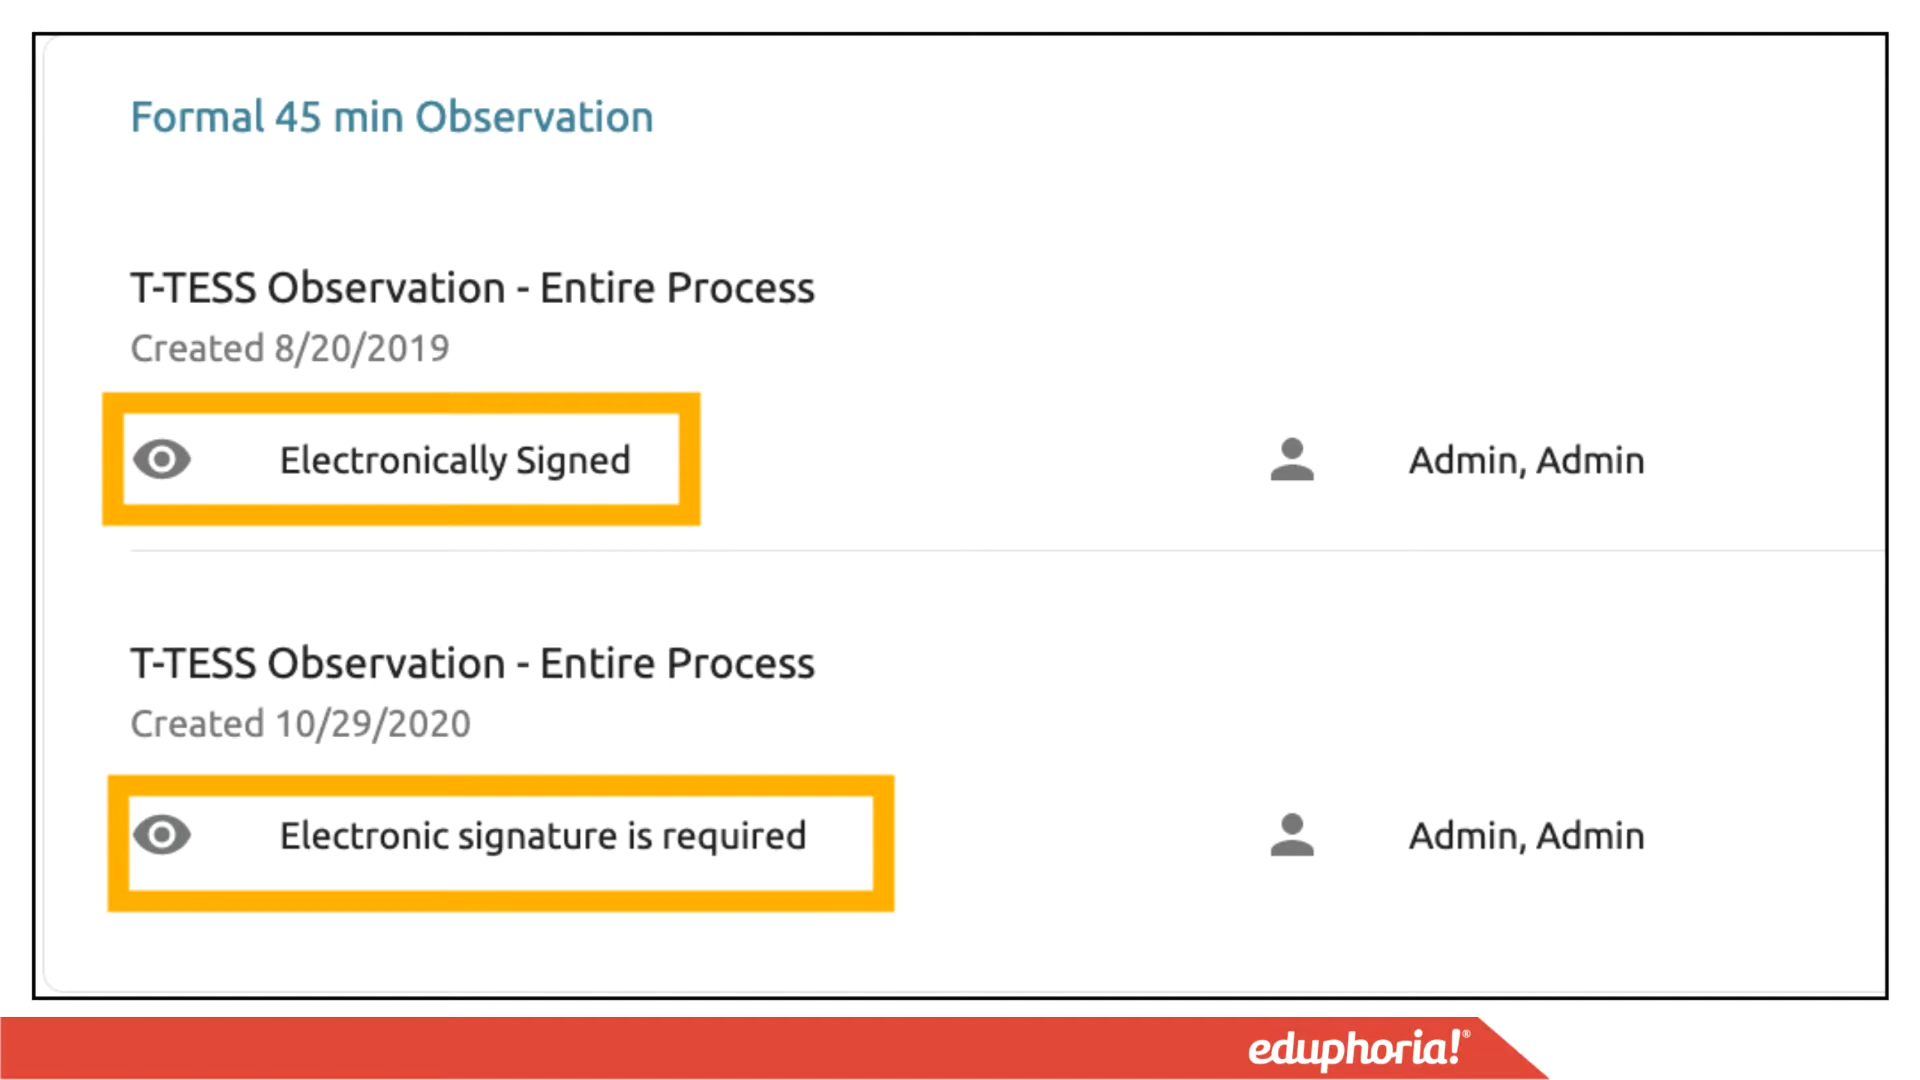 Formal 45 min Observation
T-TESS Observation - Entire Process
Created 8/20/2019
Electronically Signed
Admin, Admin
T-TESS Observation - Entire Process
Created 10/29/2020
Electronic signature is required
Admin, Admin
eduphoria!®